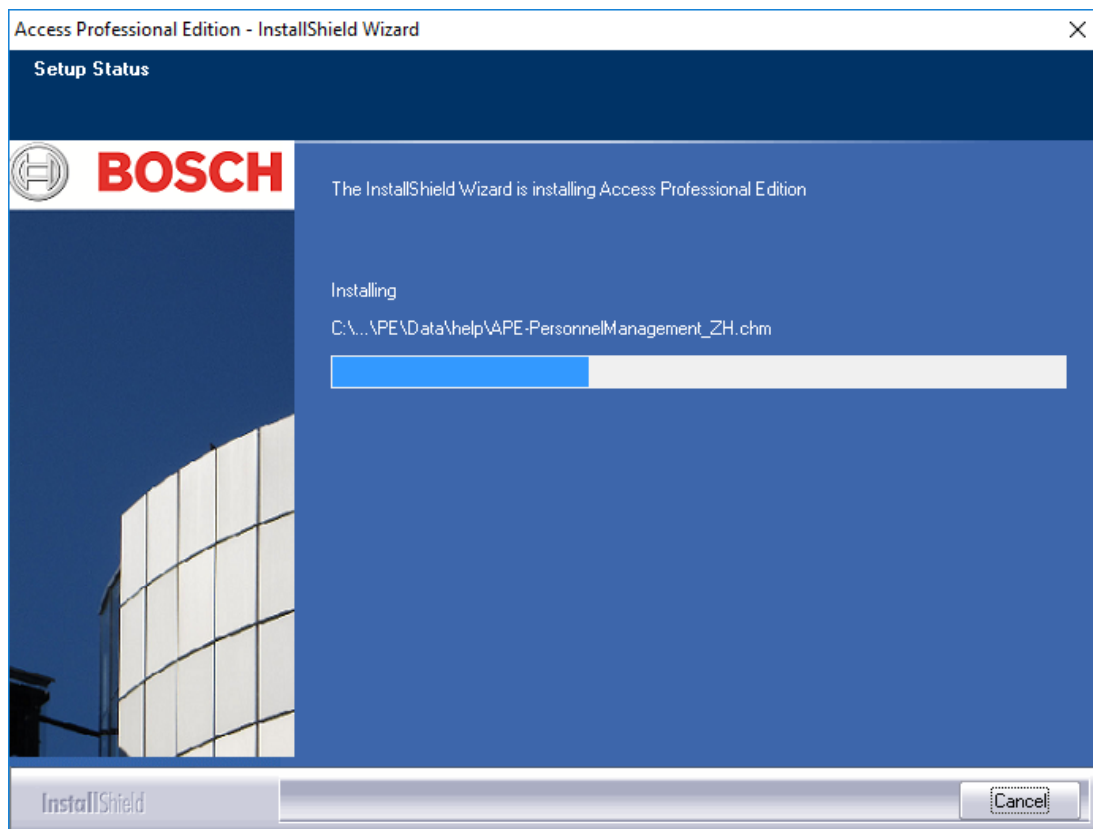 Access Professional Edition - InstallShield Wizard
Setup Status
BOSCH
The InstallShield Wizard is installing Access Professional Edition
Installing
C:\...\PE\Data\help\APE-PersonnelManagement_ZH.chm
InstallShield
Cancel